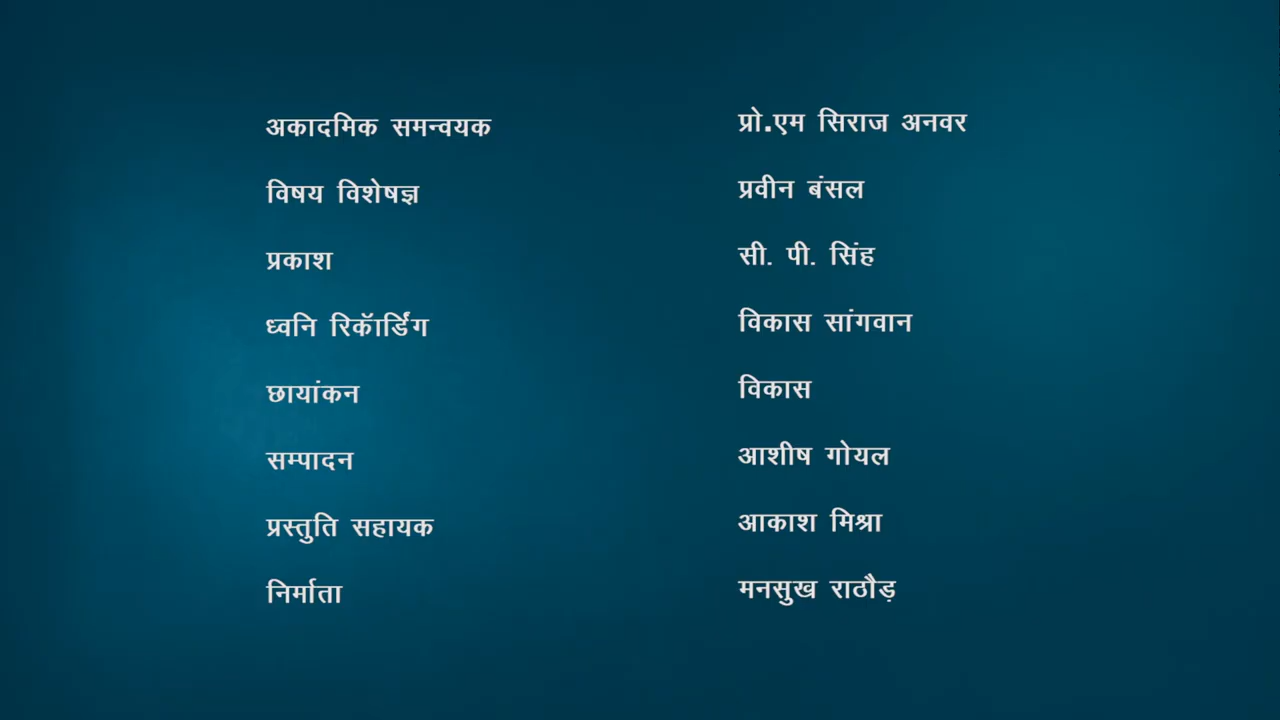 अकादमिक समन्वयक प्रो.एम सिराज अनवर
विषय विशेषज्ञ प्रवीन बंसल
प्रकाश सी. पी. सिंह
ध्वनि रिकॅार्डिंग विकास सांगवान
छायांकन विकास
सम्पादन आशीष गोयल
प्रस्तुति सहायक आकाश मिश्रा
निर्माता मनसुख राठौड़